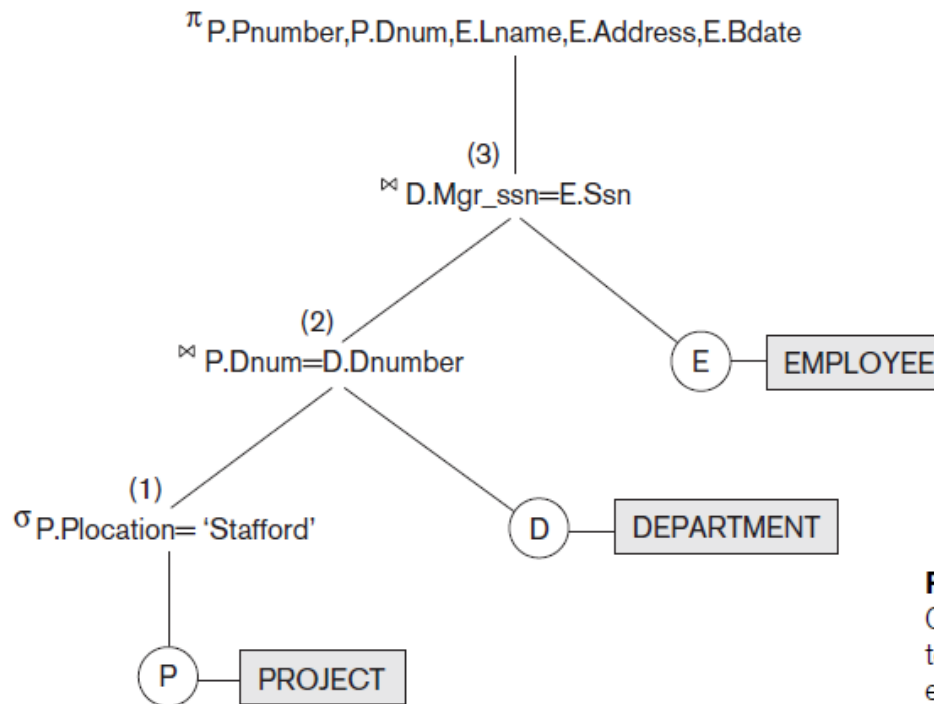 π P.Pnumber,P.Dnum,E.Lname,E.Address,E.Bdate
(3)
⋈ D.Mgr_ssn=E.Ssn
(2)
⋈ P.Dnum=D.Dnumber
E
EMPLOYEE
(1)
σ P.Plocation= ‘Stafford’
D
DEPARTMENT
P
PROJECT